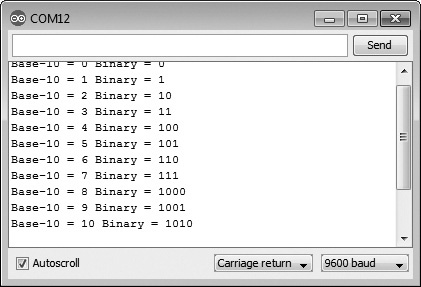 COM12
Send
Base-10 = 0 Binary = 0
Base-10 = 1 Binary = 1
Base-10 = 2 Binary = 10
Base-10 = 3 Binary = 11
Base-10 = 4 Binary = 100
Base-10 = 5 Binary = 101
Base-10 = 6 Binary = 110
Base-10 = 7 Binary = 111
Base-10 = 8 Binary = 1000
Base-10 = 9 Binary = 1001
Base-10 = 10 Binary = 1010
Autoscroll Carriage return 9600 baud